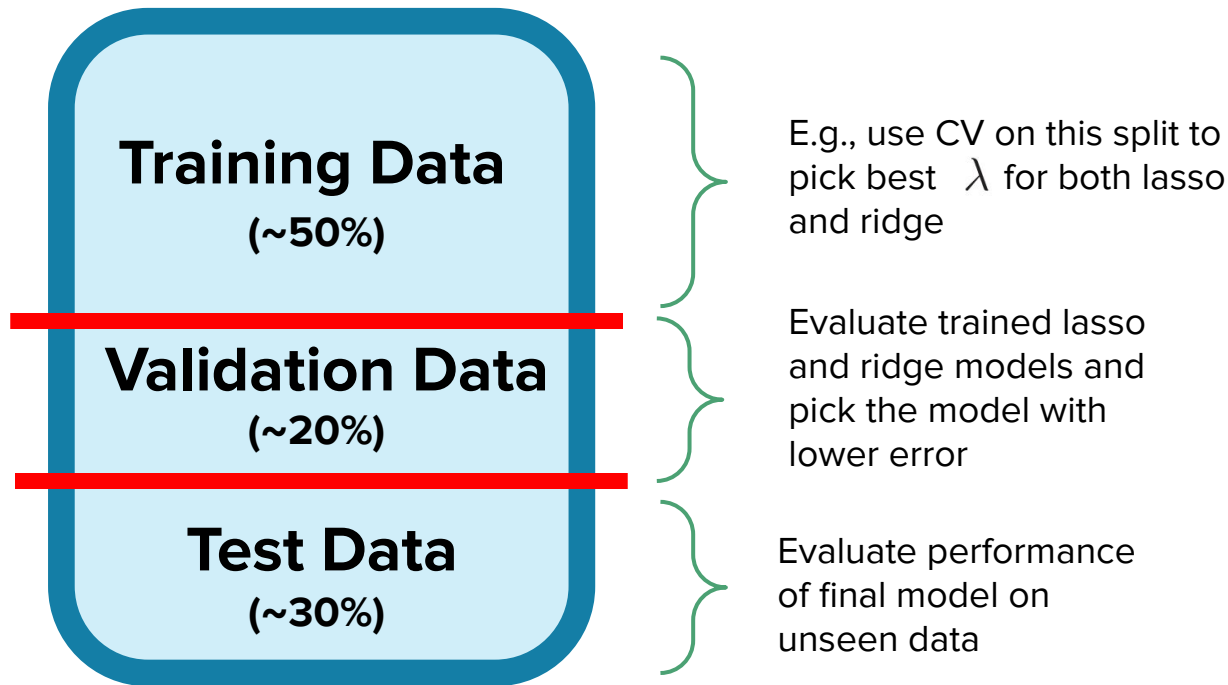 Training Data
(~50%)
E.g., use CV on this split to
pick best λ for both lasso
and ridge
Validation Data
(~20%)
Evaluate trained lasso
and ridge models and
pick the model with
lower error
Test Data
(~30%)
Evaluate performance
of final model on
unseen data